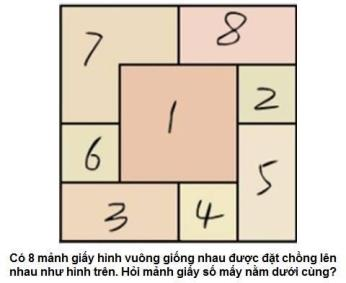 7 8
1 2
6 5
3 4
Có 8 mảnh giấy hình vuông giống nhau được đặt chồng lên
nhau như hình trên. Hỏi mảnh giấy số mấy nằm dưới cùng?